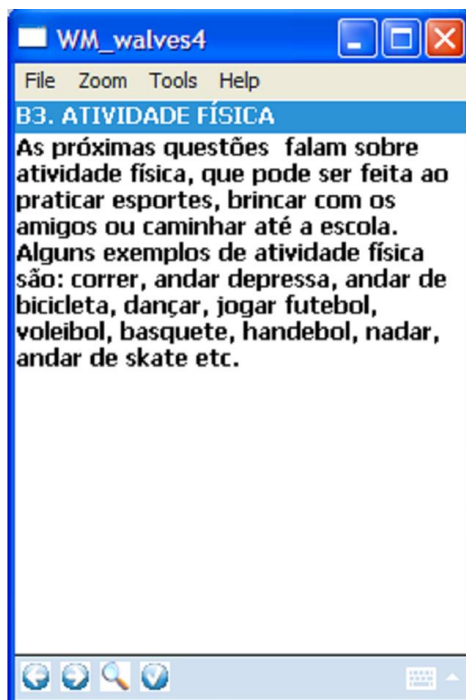 WM_walves4
File Zoom Tools Help
B3. ATIVIDADE FÍSICA
As próximas questões  falam sobre
atividade física, que pode ser feita ao
praticar esportes, brincar com os
amigos ou caminhar até a escola.
Alguns exemplos de atividade física
são: correr, andar depressa, andar de
bicicleta, dançar, jogar futebol,
voleibol, basquete, handebol, nadar,
andar de skate etc.